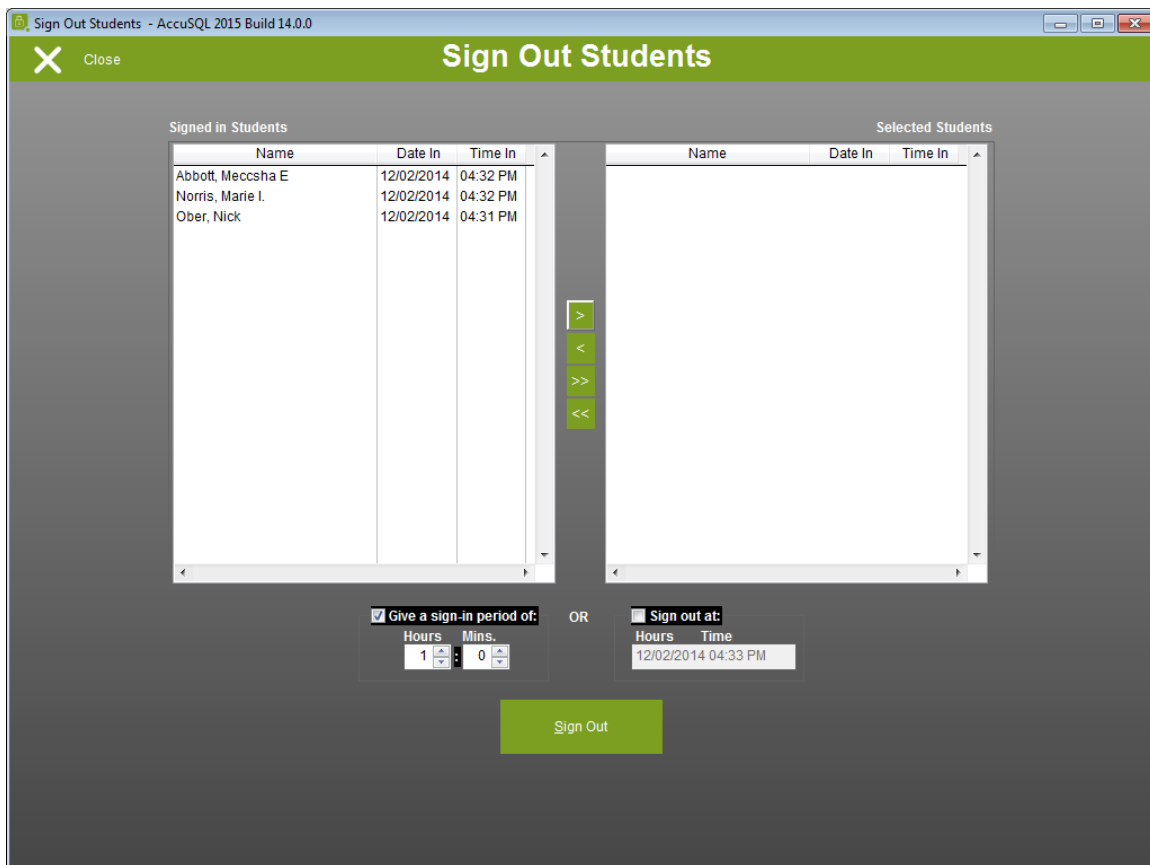 Sign Out Students - AccuSQL 2015 Build 14.0.0
Close
Sign Out Students
Signed in Students
Selected Students
Name Date In Time In
Abbott, Meccsha E 12/02/2014 04:32 PM
Norris, Marie I. 12/02/2014 04:32 PM
Ober, Nick 12/02/2014 04:31 PM
Name Date In Time In
>
<
>>
<<
Give a sign-in period of:
Hours Mins.
1 : 0
OR
Sign out at:
Hours Time
12/02/2014 04:33 PM
Sign Out